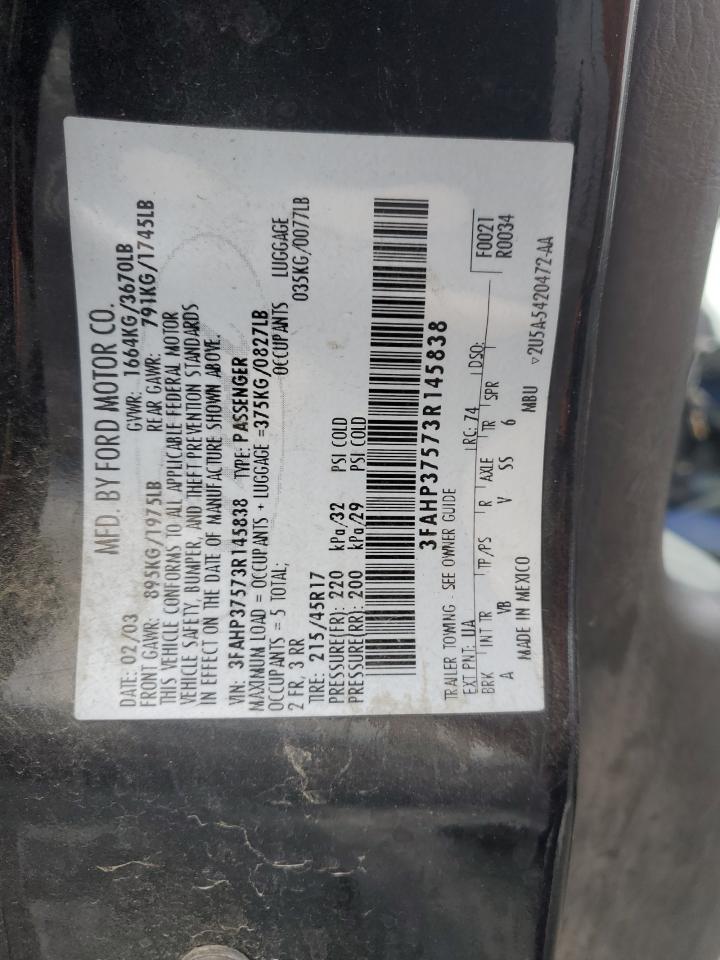 MFD. BY FORD MOTOR CO.
DATE: 02/03 GVWR: 1664KG/3670LB
FRONT GAWR: 895KG/1975LB REAR GAWR: 791KG/1745LB
THIS VEHICLE CONFORMS TO ALL APPLICABLE FEDERAL MOTOR
VEHICLE SAFETY, BUMPER, AND THEFT PREVENTION STANDARDS
IN EFFECT ON THE DATE OF MANUFACTURE SHOWN ABOVE.
VIN: 3FAHP37573R145838 TYPE: PASSENGER
MAXIMUM LOAD = OCCUPANTS + LUGGAGE =375KG/0827LB
OCCUPANTS = 5 TOTAL; OCCUPANTS LUGGAGE
2 FR, 3 RR 035KG/0077LB
TIRE: 215/45R17
PRESSURE(FR): 220 kPa/32 PSI COLD
PRESSURE(RR): 200 kPa/29 PSI COLD
3FAHP37573R145838
TRAILER TOWING - SEE OWNER GUIDE
EXT PNT: UA RC: 74 DSO: F0021
BRK INT TR TP/PS R AXLE TR SPR R0034
A VB V SS 6
MADE IN MEXICO MBU
▽2U5A-5420472-AA